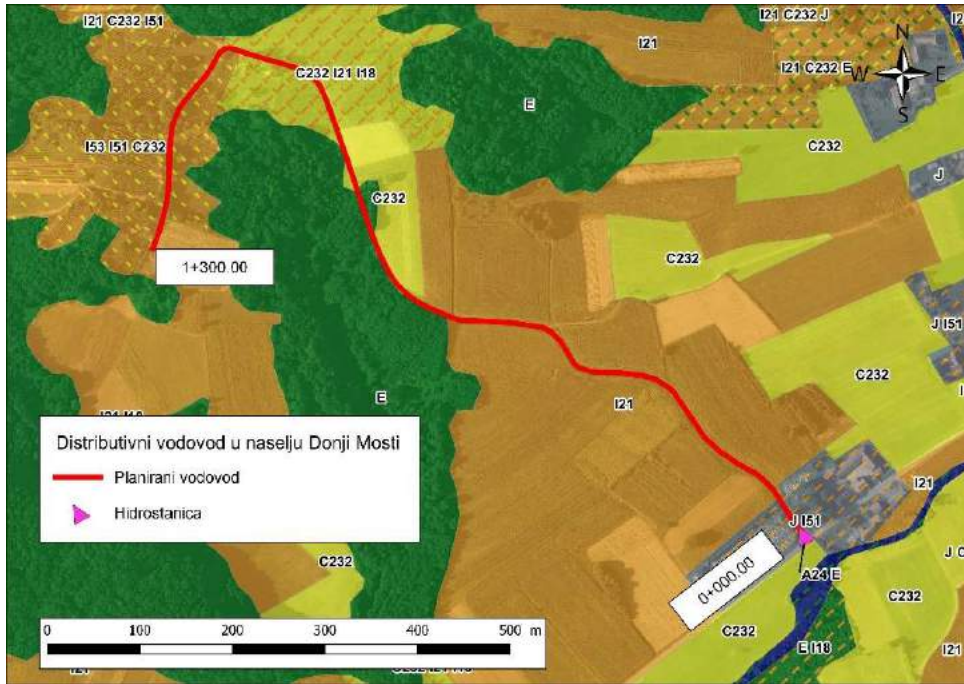 I21 C232 I51
I21
I21 C232 J
N
W
E
S
C232 I21 I18
I21 C232 E
E
I53 I51 C232
C232
J
C232
C232
1+300.00
J I51
C232
E
I21
Distributivni vodovod u naselju Donji Mosti
Planirani vodovod
Hidrostanica
I21
J I51
C232
0+000.00
A24 E
C232
C232
E I18
I21
0 100 200 300 400 500 m
I21